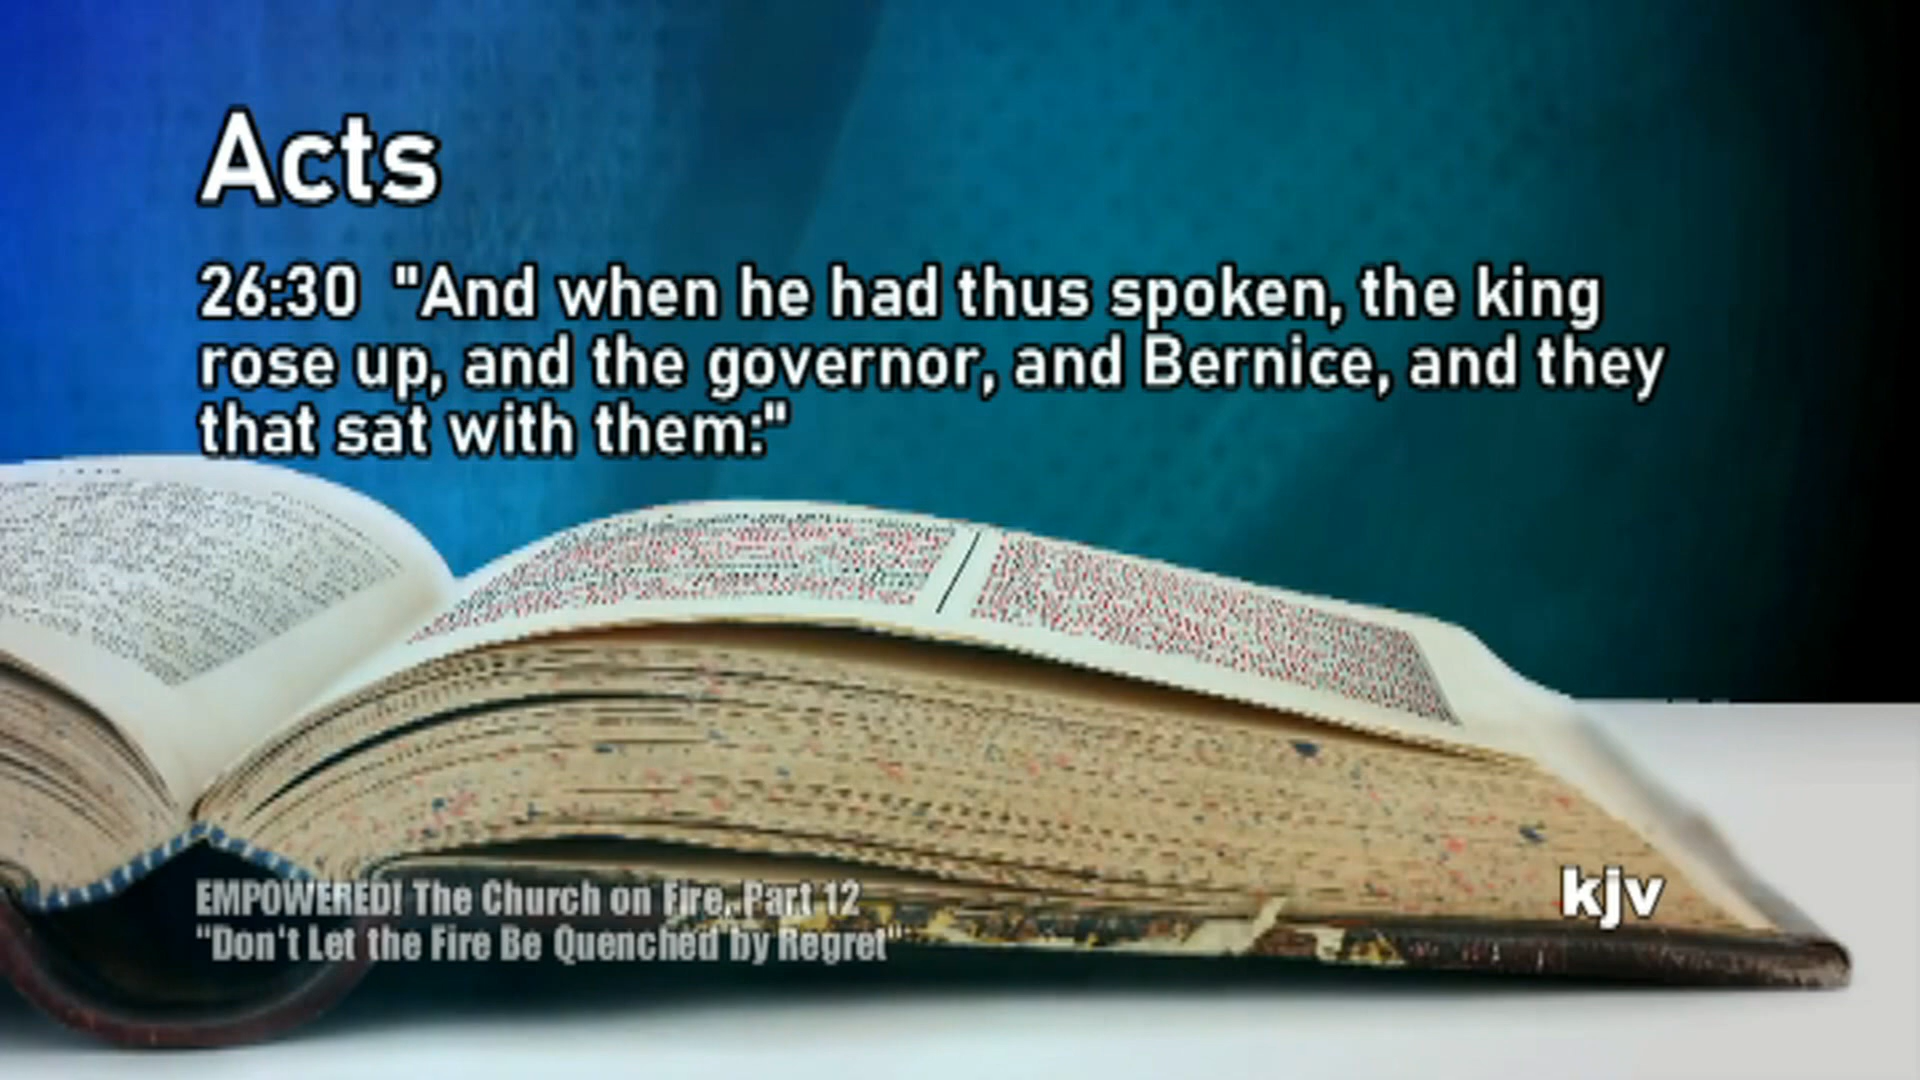 Acts
26:30 "And when he had thus spoken, the king
rose up, and the governor, and Bernice, and they
that sat with them:"
EMPOWERED! The Church on Fire, Part 12
"Don't Let the Fire Be Quenched by Regret"
kjv